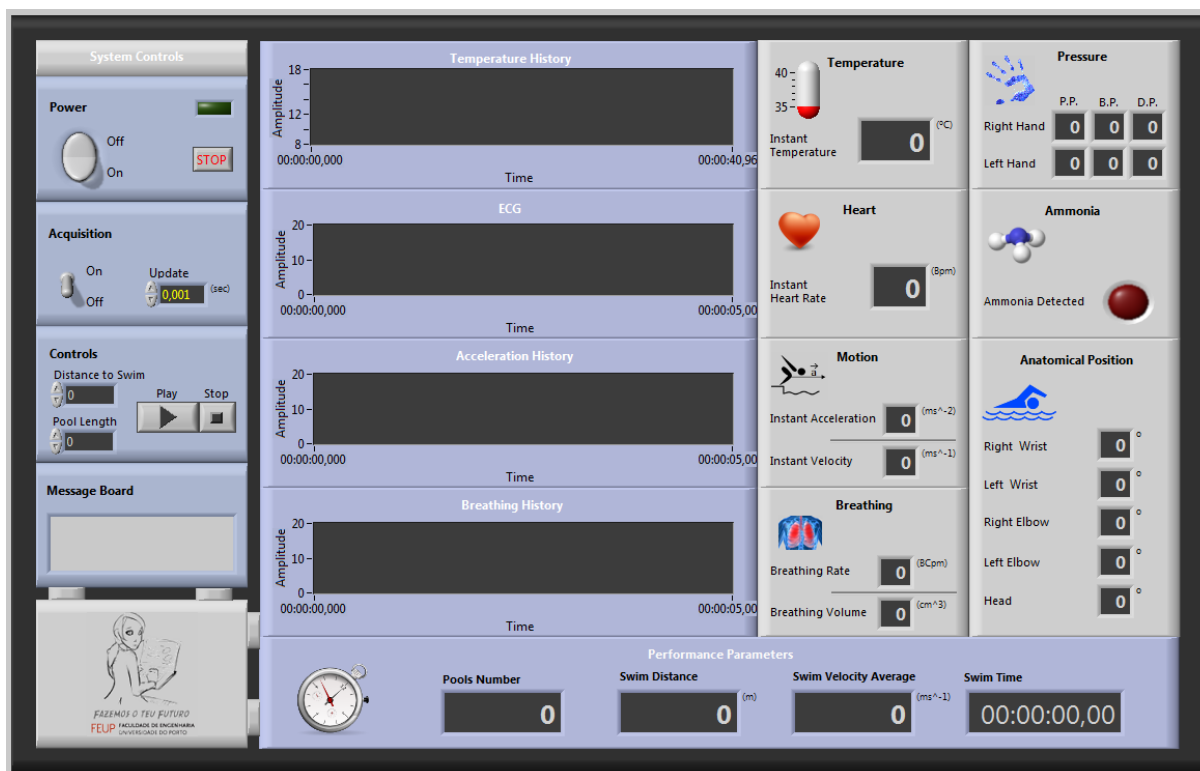 System Controls
Power
Off
On
STOP
Acquisition
On
Off
Update
0,001 (sec)
Controls
Distance to Swim
0
Play Stop
Pool Length
0
Message Board
FAZEMOS O TEU FUTURO
FEUP FACULDADE DE ENGENHARIA
UNIVERSIDADE DO PORTO
Temperature History
Amplitude
18
12
8
00:00:00,000 00:00:40,96
Time
ECG
Amplitude
20
10
0
00:00:00,000 00:00:05,00
Time
Acceleration History
Amplitude
20
10
0
00:00:00,000 00:00:05,00
Time
Breathing History
Amplitude
20
10
0
00:00:00,000 00:00:05,00
Time
Temperature
40
35
Instant
Temperature
0 (ºC)
Heart
Instant
Heart Rate
0 (Bpm)
Motion
a
Instant Acceleration 0 (ms^-2)
Instant Velocity 0 (ms^-1)
Breathing
Breathing Rate 0 (BCpm)
Breathing Volume 0 (cm^3)
Pressure
P.P. B.P. D.P.
Right Hand 0 0 0
Left Hand 0 0 0
Ammonia
Ammonia Detected
Anatomical Position
Right Wrist 0 º
Left Wrist 0 º
Right Elbow 0 º
Left Elbow 0 º
Head 0 º
Performance Parameters
Pools Number
0
Swim Distance
0 (m)
Swim Velocity Average
0 (ms^-1)
Swim Time
00:00:00,00